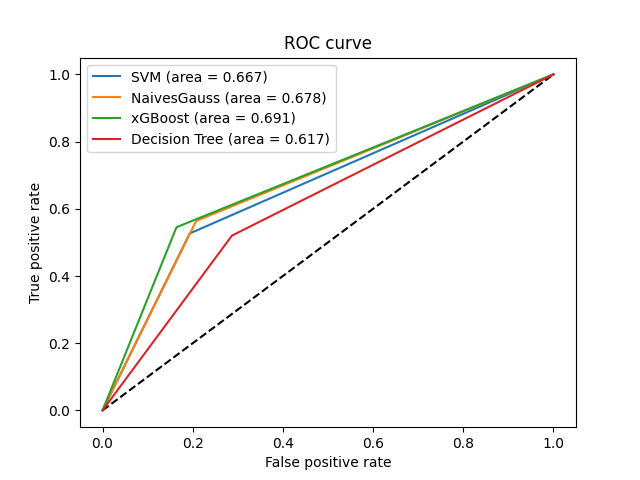 ROC curve
SVM (area = 0.667)
NaivesGauss (area = 0.678)
xGBoost (area = 0.691)
Decision Tree (area = 0.617)
1.0
0.8
0.6
0.4
0.2
0.0
True positive rate
0.0 0.2 0.4 0.6 0.8 1.0
False positive rate